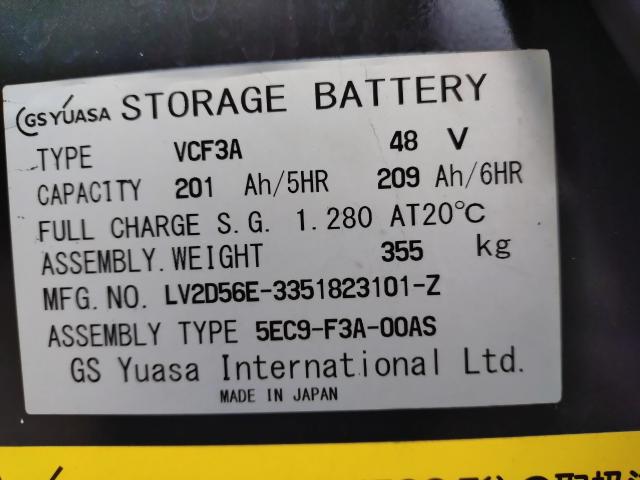 GS YUASA STORAGE BATTERY
TYPE VCF3A 48 V
CAPACITY 201 Ah/5HR 209 Ah/6HR
FULL CHARGE S.G. 1.280 AT20℃
ASSEMBLY.WEIGHT 355 kg
MFG.NO. LV2D56E-3351823101-Z
ASSEMBLY TYPE 5EC9-F3A-00AS
GS Yuasa International Ltd.
MADE IN JAPAN